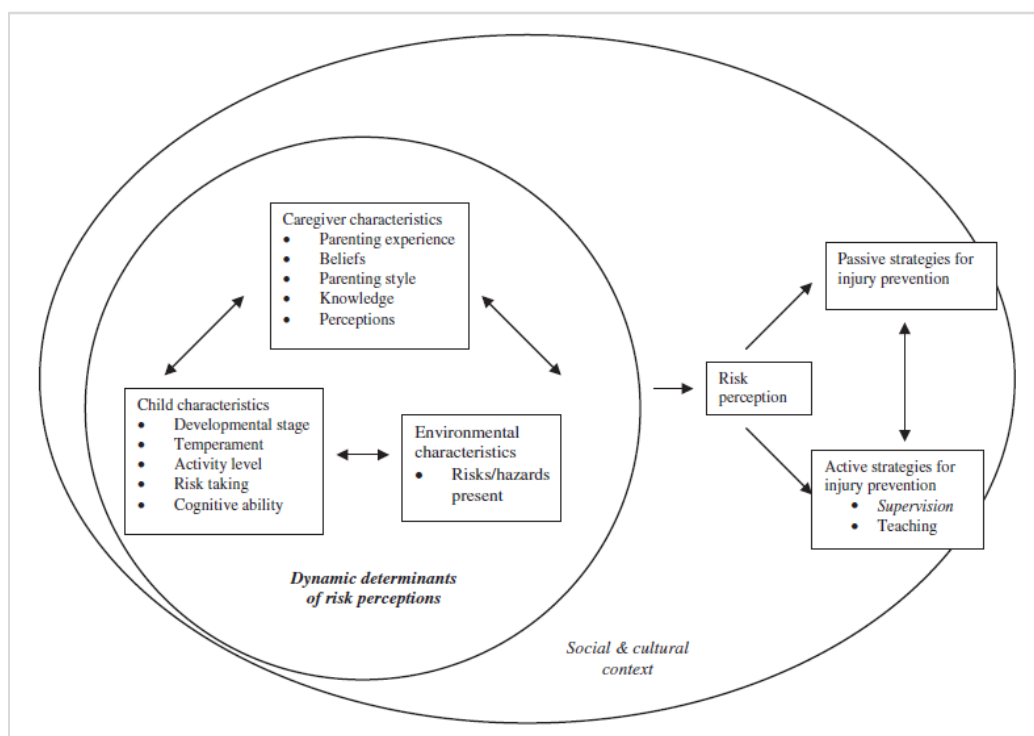 Caregiver characteristics
• Parenting experience
• Beliefs
• Parenting style
• Knowledge
• Perceptions
Child characteristics
• Developmental stage
• Temperament
• Activity level
• Risk taking
• Cognitive ability
Environmental
characteristics
• Risks/hazards
present
Dynamic determinants
of risk perceptions
Risk
perception
Passive strategies for
injury prevention
Active strategies for
injury prevention
• Supervision
• Teaching
Social & cultural
context